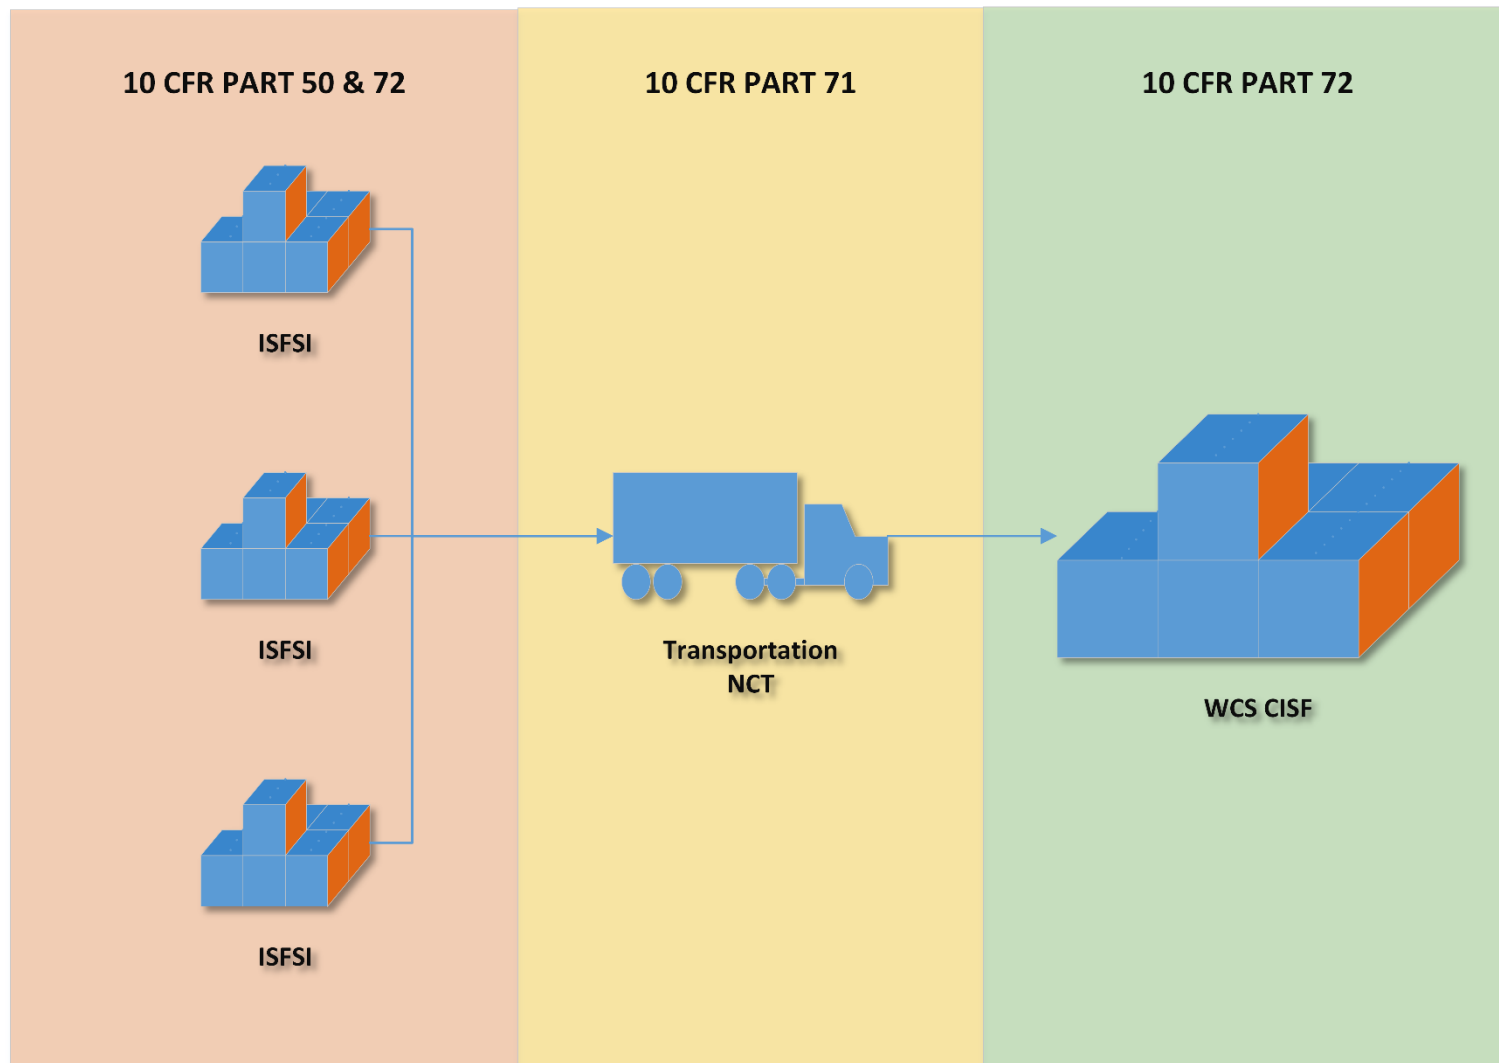 10 CFR PART 50 & 72
10 CFR PART 71
10 CFR PART 72
ISFSI
ISFSI
Transportation
NCT
WCS CISF
ISFSI